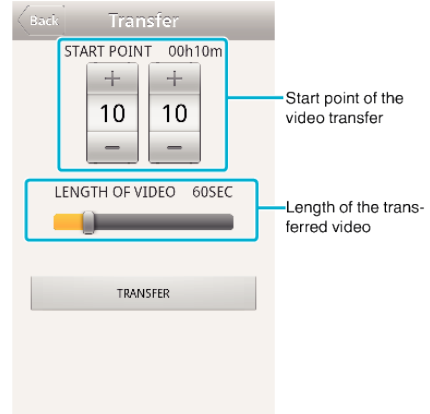 Back Transfer
START POINT 00h10m
+ +
10 10
− −
Start point of the
video transfer
LENGTH OF VIDEO 60SEC
Length of the trans-
ferred video
TRANSFER